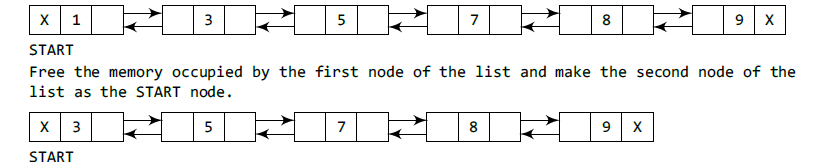 X 1 3 5 7 8 9 X
START
Free the memory occupied by the first node of the list and make the second node of the
list as the START node.
X 3 5 7 8 9 X
START